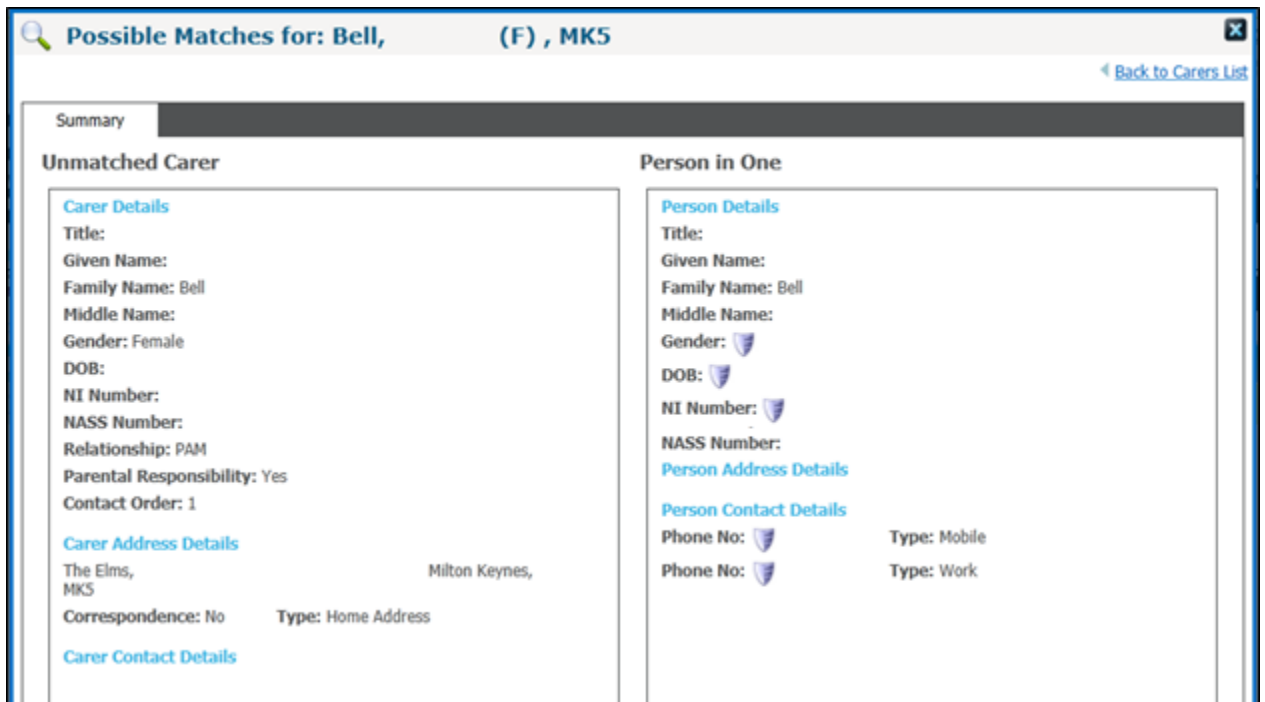 Possible Matches for: Bell, (F) , MK5
Back to Carers List
Summary
Unmatched Carer
Carer Details
Title:
Given Name:
Family Name: Bell
Middle Name:
Gender: Female
DOB:
NI Number:
NASS Number:
Relationship: PAM
Parental Responsibility: Yes
Contact Order: 1
Carer Address Details
The Elms, Milton Keynes,
MK5
Correspondence: No Type: Home Address
Carer Contact Details
Person in One
Person Details
Title:
Given Name:
Family Name: Bell
Middle Name:
Gender:
DOB:
NI Number:
NASS Number:
Person Address Details
Person Contact Details
Phone No: Type: Mobile
Phone No: Type: Work